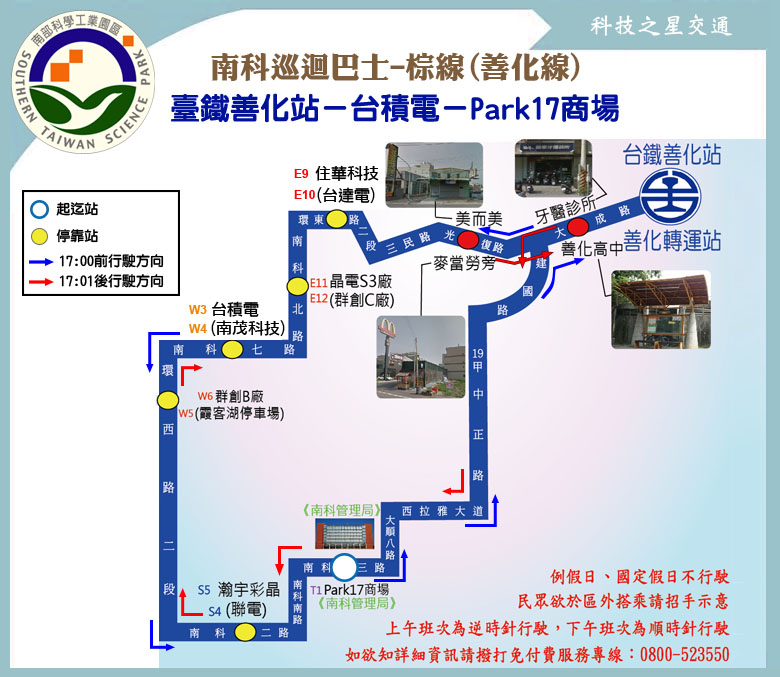 科技之星交通
南部科學工業園區
SOUTHERN TAIWAN SCIENCE PARK
南科巡迴巴士-棕線(善化線)
臺鐵善化站－台積電－Park17商場
起迄站
停靠站
17:00前行駛方向
17:01後行駛方向
E9 住華科技
E10(台達電)
環東路二段
三民路
光復路
大成路
美而美
牙醫診所
台鐵善化站
善化轉運站
善化高中
麥當勞旁
建國路
南科北路
E11晶電S3廠
E12(群創C廠)
W3 台積電
W4(南茂科技)
南科七路
環西路二段
W6 群創B廠
W5(霞客湖停車場)
19甲中正路
西拉雅大道
大順八路
《南科管理局》
南科三路
T1 Park17商場
《南科管理局》
南科南路
S5 瀚宇彩晶
S4 (聯電)
南科二路
例假日、國定假日不行駛
民眾欲於區外搭乘請招手示意
上午班次為逆時針行駛，下午班次為順時針行駛
如欲知詳細資訊請撥打免付費服務專線：0800-523550